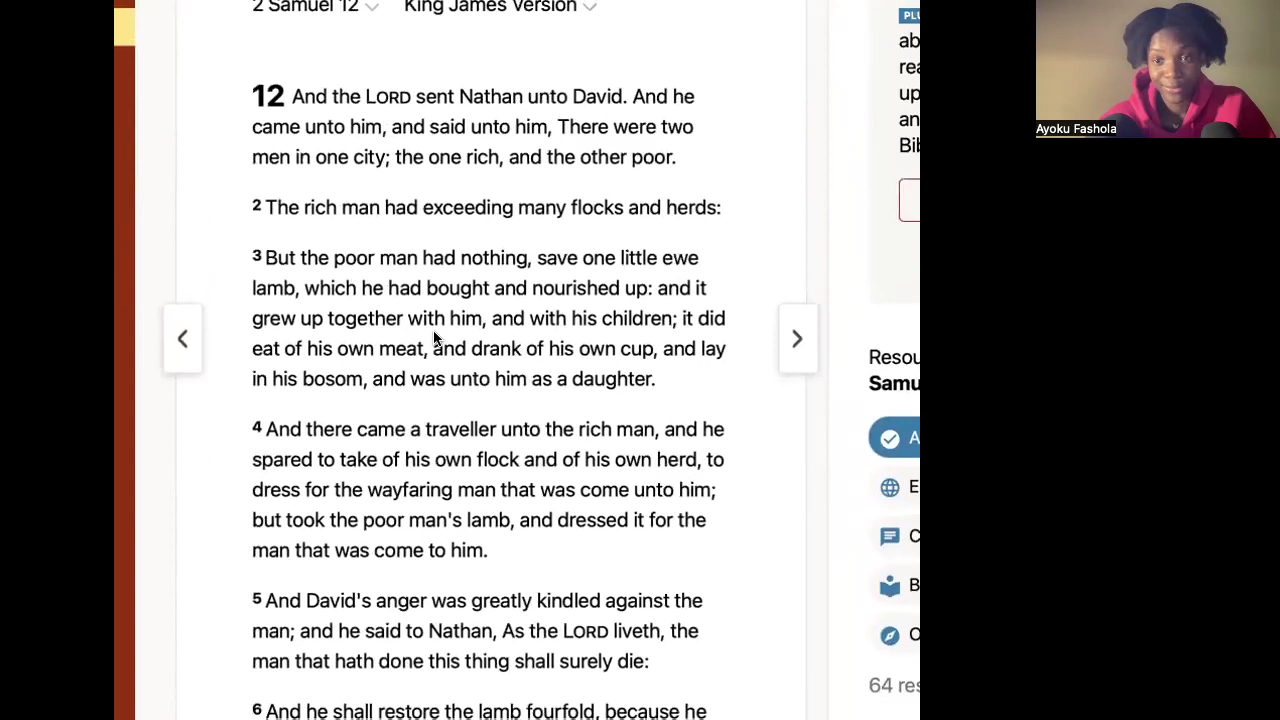 2 Samuel 12 King James Version
12 And the LORD sent Nathan unto David. And he
came unto him, and said unto him, There were two
men in one city; the one rich, and the other poor.
2 The rich man had exceeding many flocks and herds:
3 But the poor man had nothing, save one little ewe
lamb, which he had bought and nourished up: and it
grew up together with him, and with his children; it did
eat of his own meat, and drank of his own cup, and lay
in his bosom, and was unto him as a daughter.
4 And there came a traveller unto the rich man, and he
spared to take of his own flock and of his own herd, to
dress for the wayfaring man that was come unto him;
but took the poor man's lamb, and dressed it for the
man that was come to him.
5 And David's anger was greatly kindled against the
man; and he said to Nathan, As the LORD liveth, the
man that hath done this thing shall surely die:
6 And he shall restore the lamb fourfold, because he
PLU
ab
rea
up
an
Bib
Resou
Samu
A
E
C
B
O
64 res
Ayoku Fashola